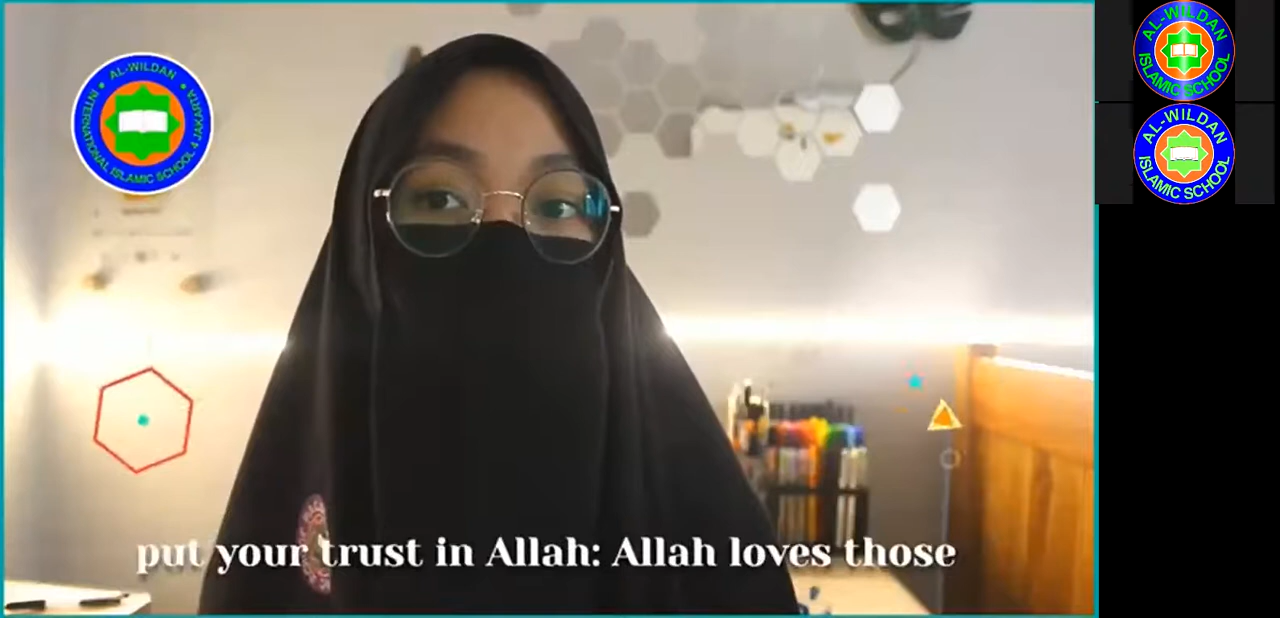 AL-WILDAN
INTERNATIONAL ISLAMIC SCHOOL 4 JAKARTA
put your trust in Allah: Allah loves those
AL-WILDAN
ISLAMIC SCHOOL
AL-WILDAN
ISLAMIC SCHOOL